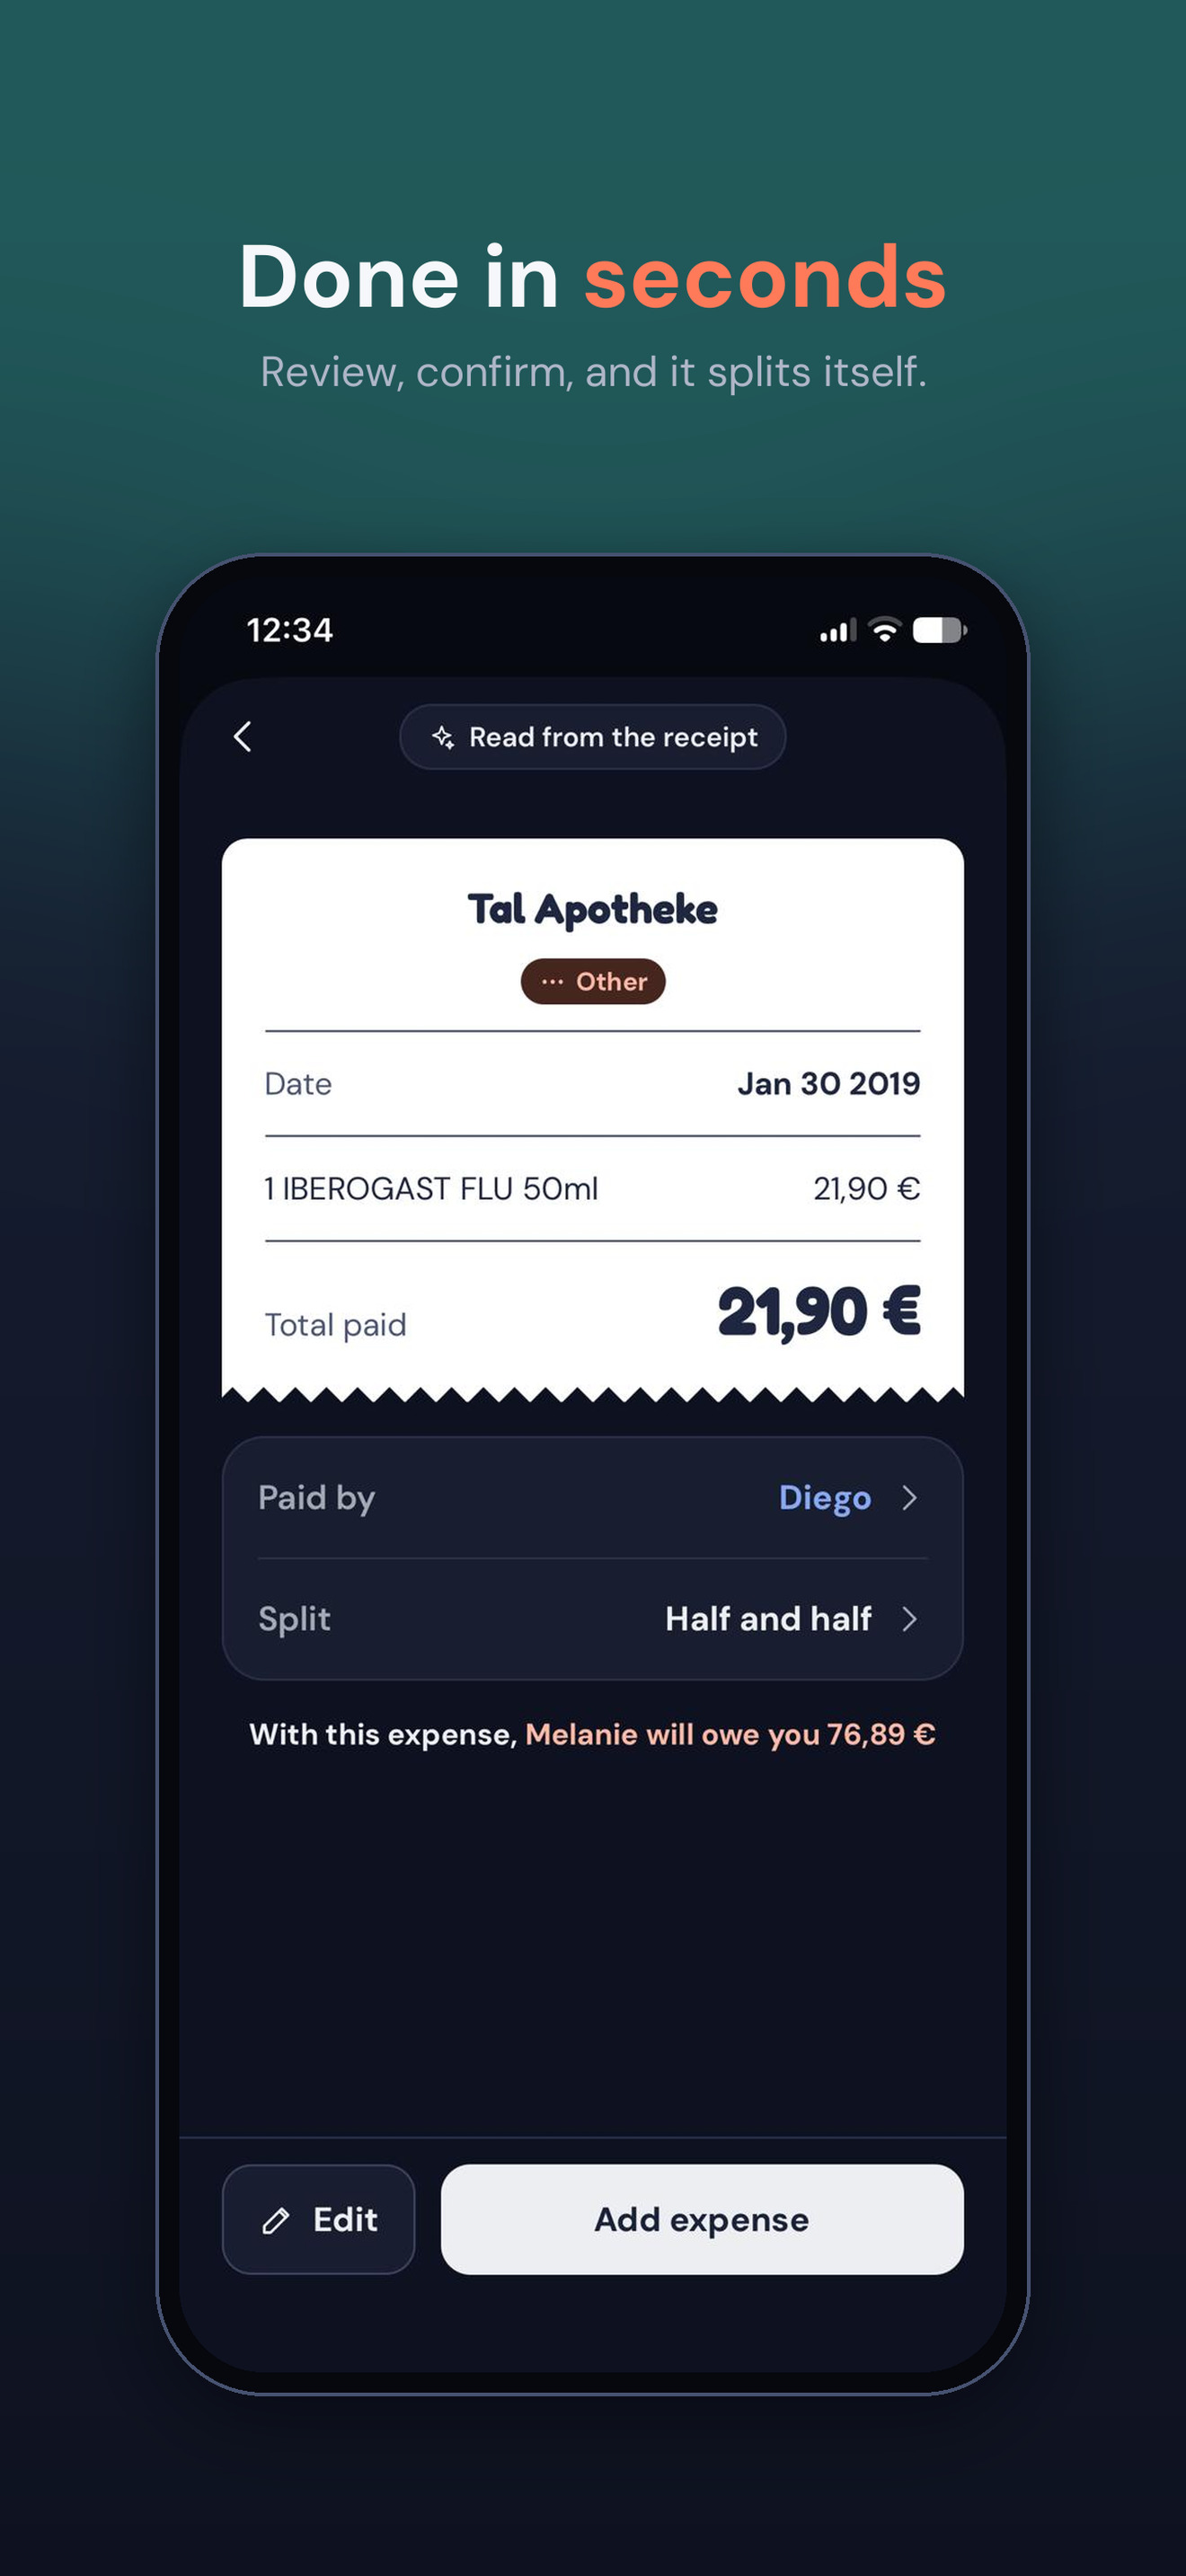 Done in seconds
Review, confirm, and it splits itself.
12:34
Read from the receipt
Tal Apotheke
··· Other
Date Jan 30 2019
1 IBEROGAST FLU 50ml 21,90 €
Total paid 21,90 €
Paid by Diego
Split Half and half
With this expense, Melanie will owe you 76,89 €
Edit Add expense